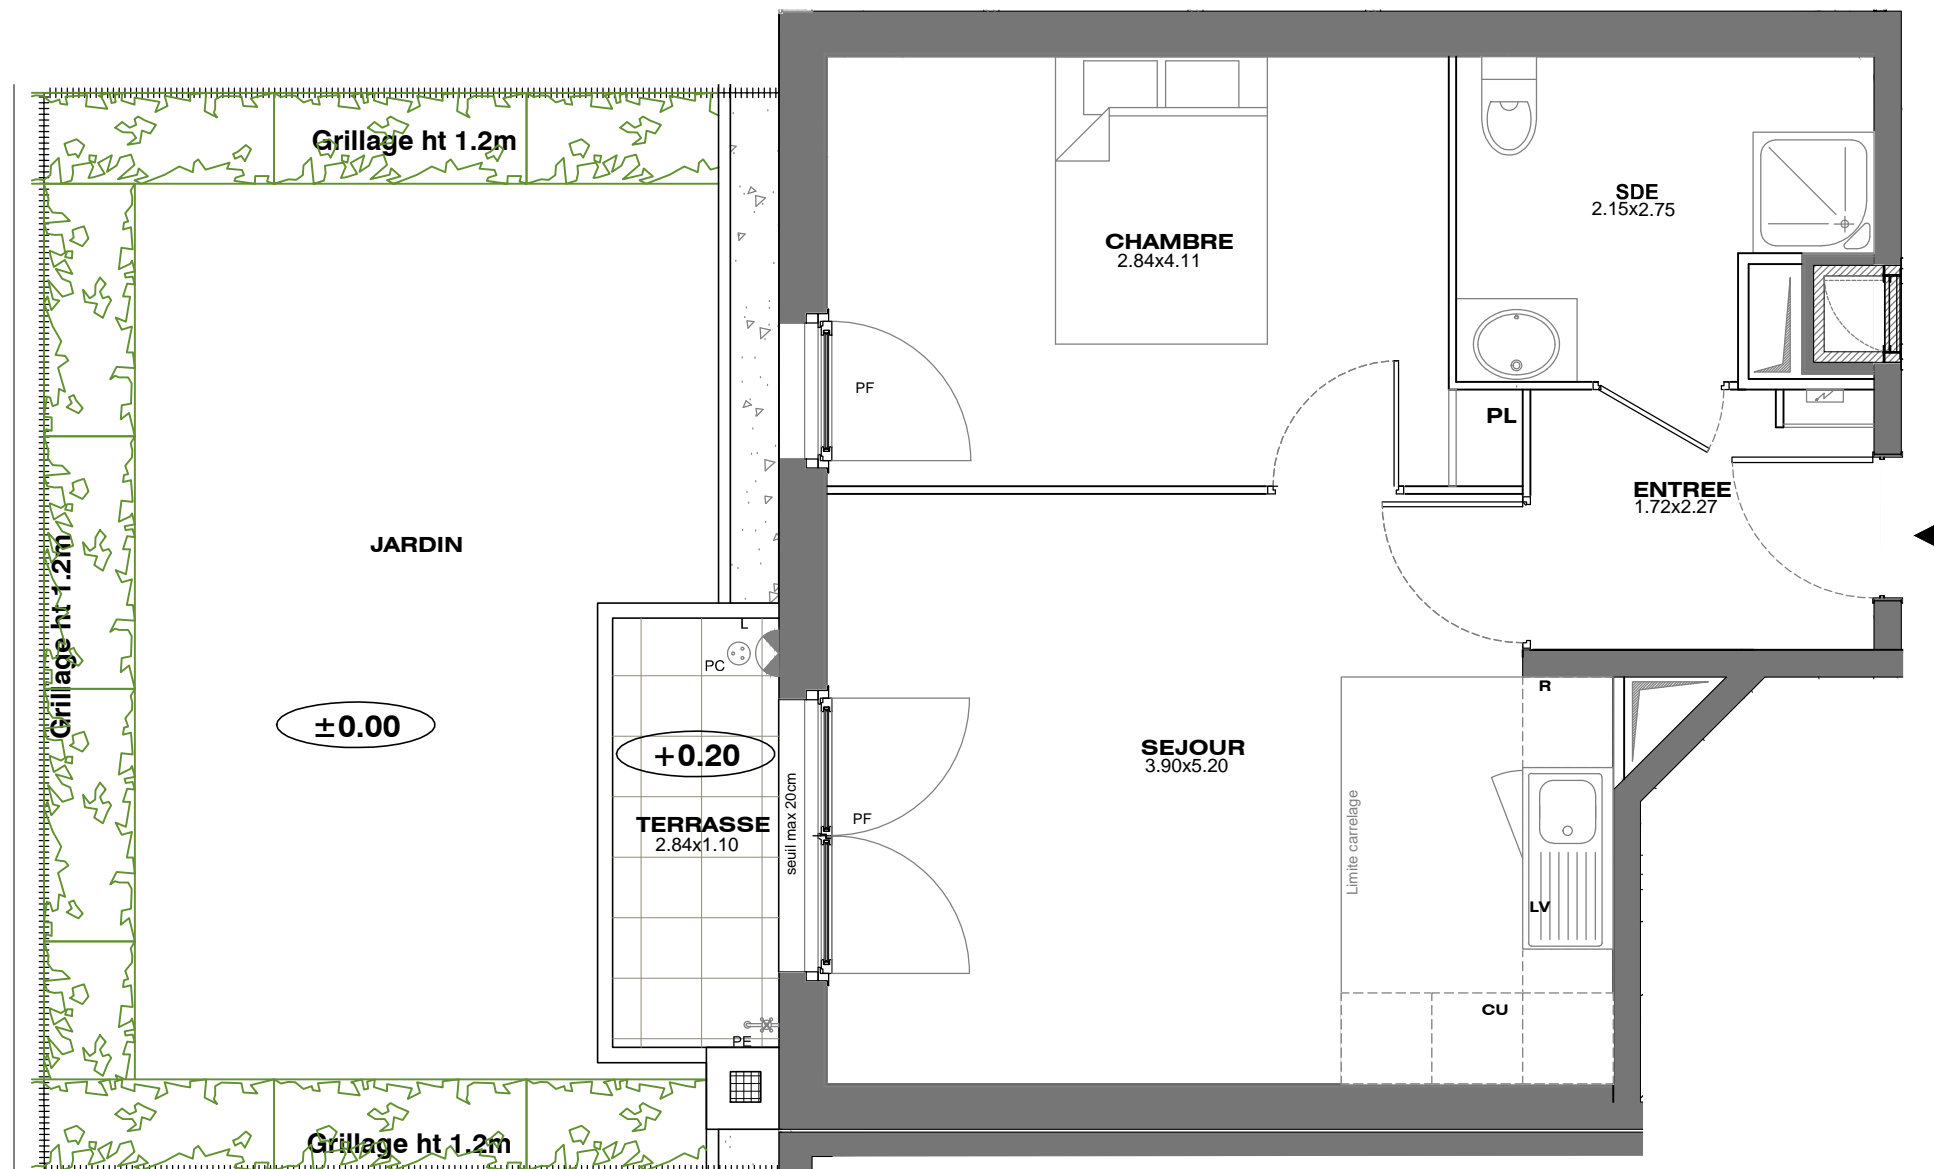 Grillage ht 1.2m
SDE
2.15x2.75
CHAMBRE
2.84x4.11
PF
PL
ENTREE
1.72x2.27
JARDIN
Grillage ht 1.2m
PC
R
±0.00
+0.20
SEJOUR
3.90x5.20
seuil max 20cm
TERRASSE
2.84x1.10
PF
Limite carrelage
LV
CU
PE
Grillage ht 1.2m